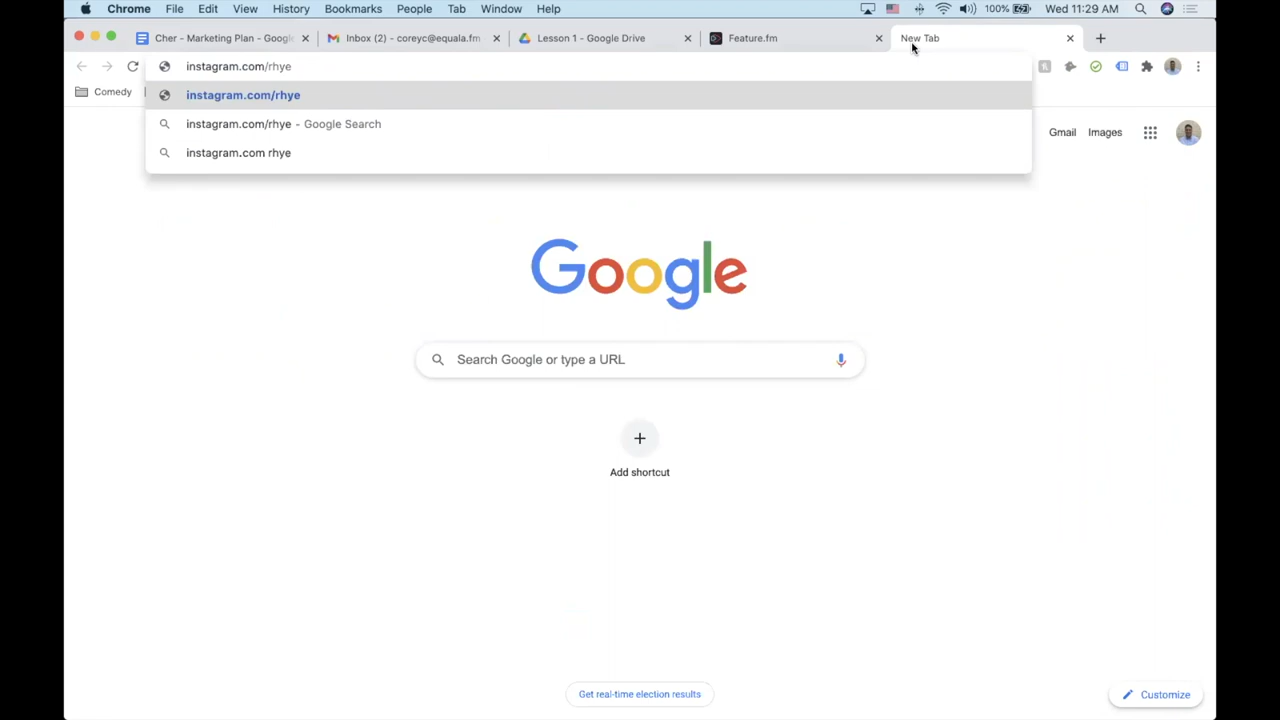 Chrome File Edit View History Bookmarks People Tab Window Help 100% Wed 11:29 AM
Cher - Marketing Plan - Googl Inbox (2) - coreyc@equala.fm Lesson 1 - Google Drive Feature.fm New Tab
instagram.com/rhye
Comedy
instagram.com/rhye
instagram.com/rhye - Google Search
instagram.com rhye
Gmail Images
Google
Search Google or type a URL
Add shortcut
Get real-time election results
Customize